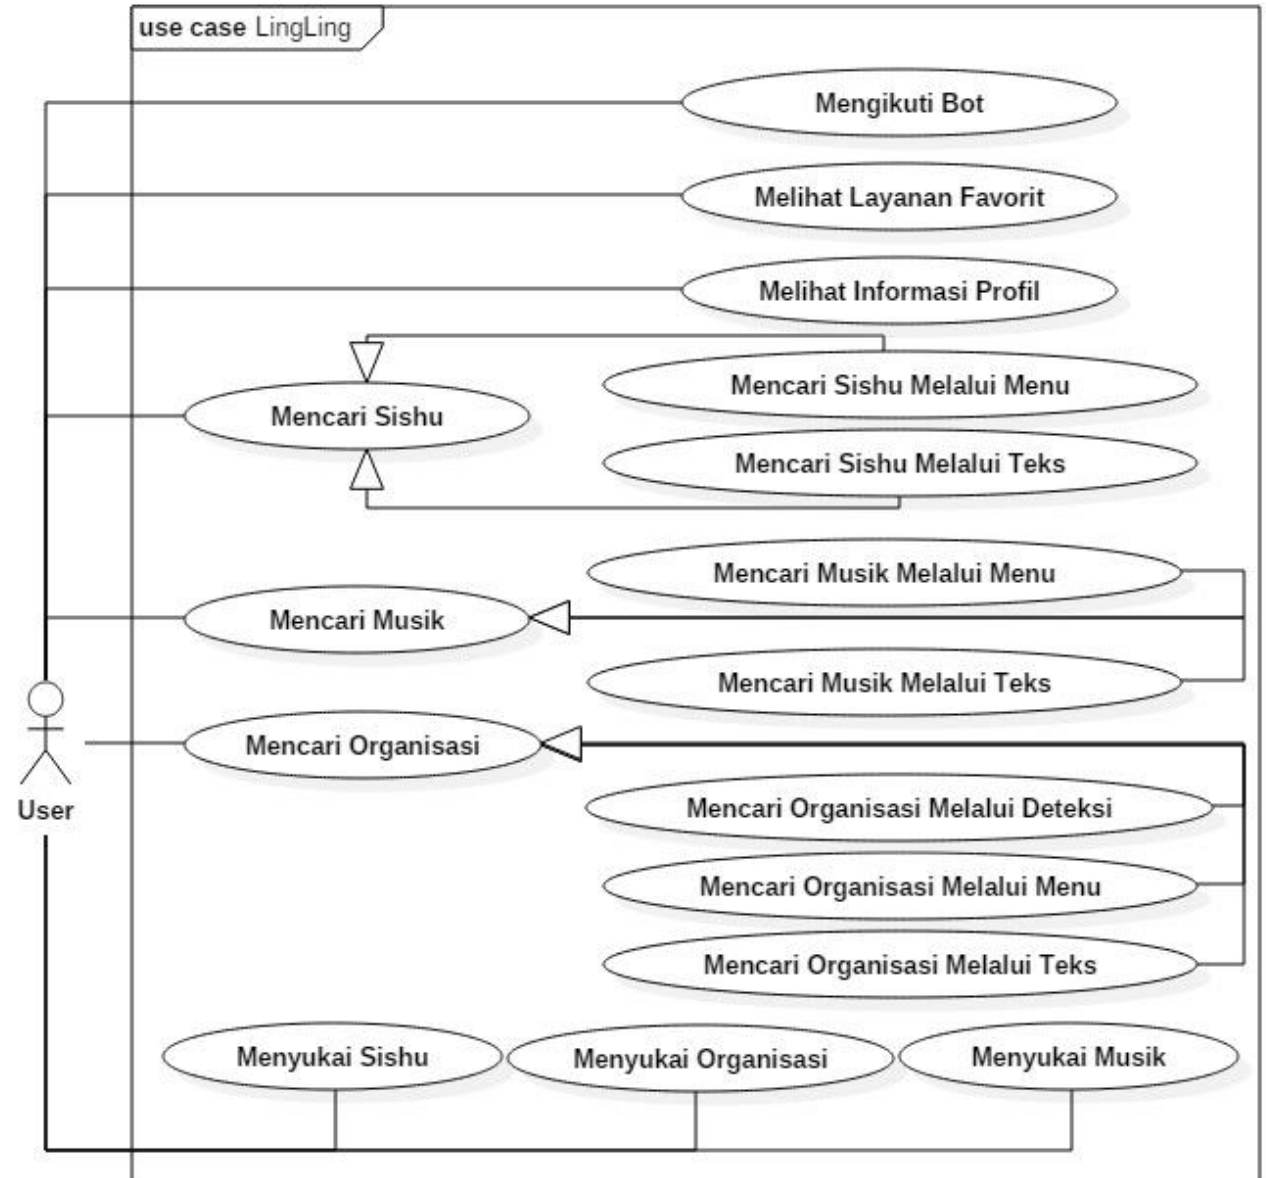 use case LingLing
Mengikuti Bot
Melihat Layanan Favorit
Melihat Informasi Profil
Mencari Sishu Melalui Menu
Mencari Sishu
Mencari Sishu Melalui Teks
Mencari Musik Melalui Menu
Mencari Musik
Mencari Musik Melalui Teks
Mencari Organisasi
User
Mencari Organisasi Melalui Deteksi
Mencari Organisasi Melalui Menu
Mencari Organisasi Melalui Teks
Menyukai Sishu
Menyukai Organisasi
Menyukai Musik